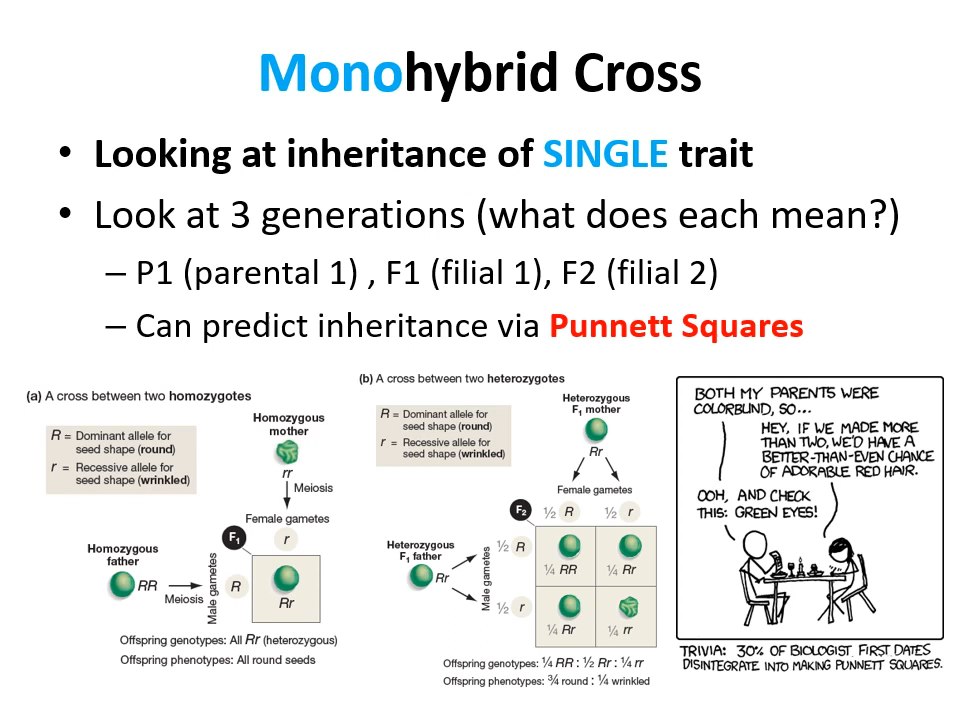 Monohybrid Cross
• Looking at inheritance of SINGLE trait
• Look at 3 generations (what does each mean?)
– P1 (parental 1) , F1 (filial 1), F2 (filial 2)
– Can predict inheritance via Punnett Squares
(a) A cross between two homozygotes
R = Dominant allele for
seed shape (round)
r = Recessive allele for
seed shape (wrinkled)
Homozygous
mother
rr
Meiosis
Female gametes
F1
r
Homozygous
father
RR
Meiosis
Male gametes
R
Rr
Offspring genotypes: All Rr (heterozygous)
Offspring phenotypes: All round seeds
(b) A cross between two heterozygotes
R = Dominant allele for
seed shape (round)
r = Recessive allele for
seed shape (wrinkled)
Heterozygous
F1 mother
Rr
Female gametes
F2
½ R
½ r
Heterozygous
F1 father
Rr
Male gametes
½ R
¼ RR
¼ Rr
½ r
¼ Rr
¼ rr
Offspring genotypes: ¼ RR : ½ Rr : ¼ rr
Offspring phenotypes: ¾ round : ¼ wrinkled
BOTH MY PARENTS WERE
COLORBLIND, SO...
HEY, IF WE MADE MORE
THAN TWO, WE'D HAVE A
BETTER-THAN-EVEN CHANCE
OF ADORABLE RED HAIR.
OOH, AND CHECK
THIS: GREEN EYES!
TRIVIA: 30% OF BIOLOGIST FIRST DATES
DISINTEGRATE INTO MAKING PUNNETT SQUARES.